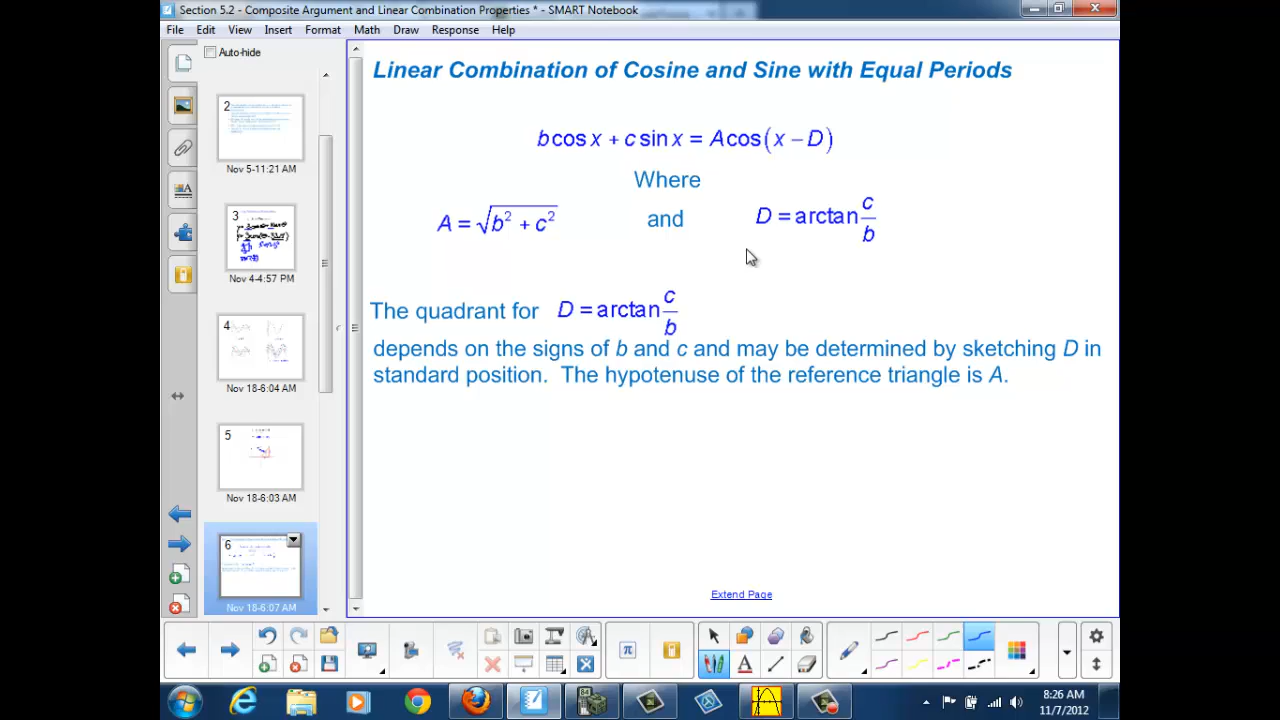 Section 5.2 - Composite Argument and Linear Combination Properties * - SMART Notebook
File Edit View Insert Format Math Draw Response Help
Auto-hide
Linear Combination of Cosine and Sine with Equal Periods
b cos x + c sin x = A cos(x − D)
Where
A = √(b² + c²) and D = arctan c/b
The quadrant for D = arctan c/b
depends on the signs of b and c and may be determined by sketching D in
standard position. The hypotenuse of the reference triangle is A.
Extend Page
2
Nov 5-11:21 AM
3
Nov 4-4:57 PM
4
Nov 18-6:04 AM
5
Nov 18-6:03 AM
6
Nov 18-6:07 AM
8:26 AM
11/7/2012